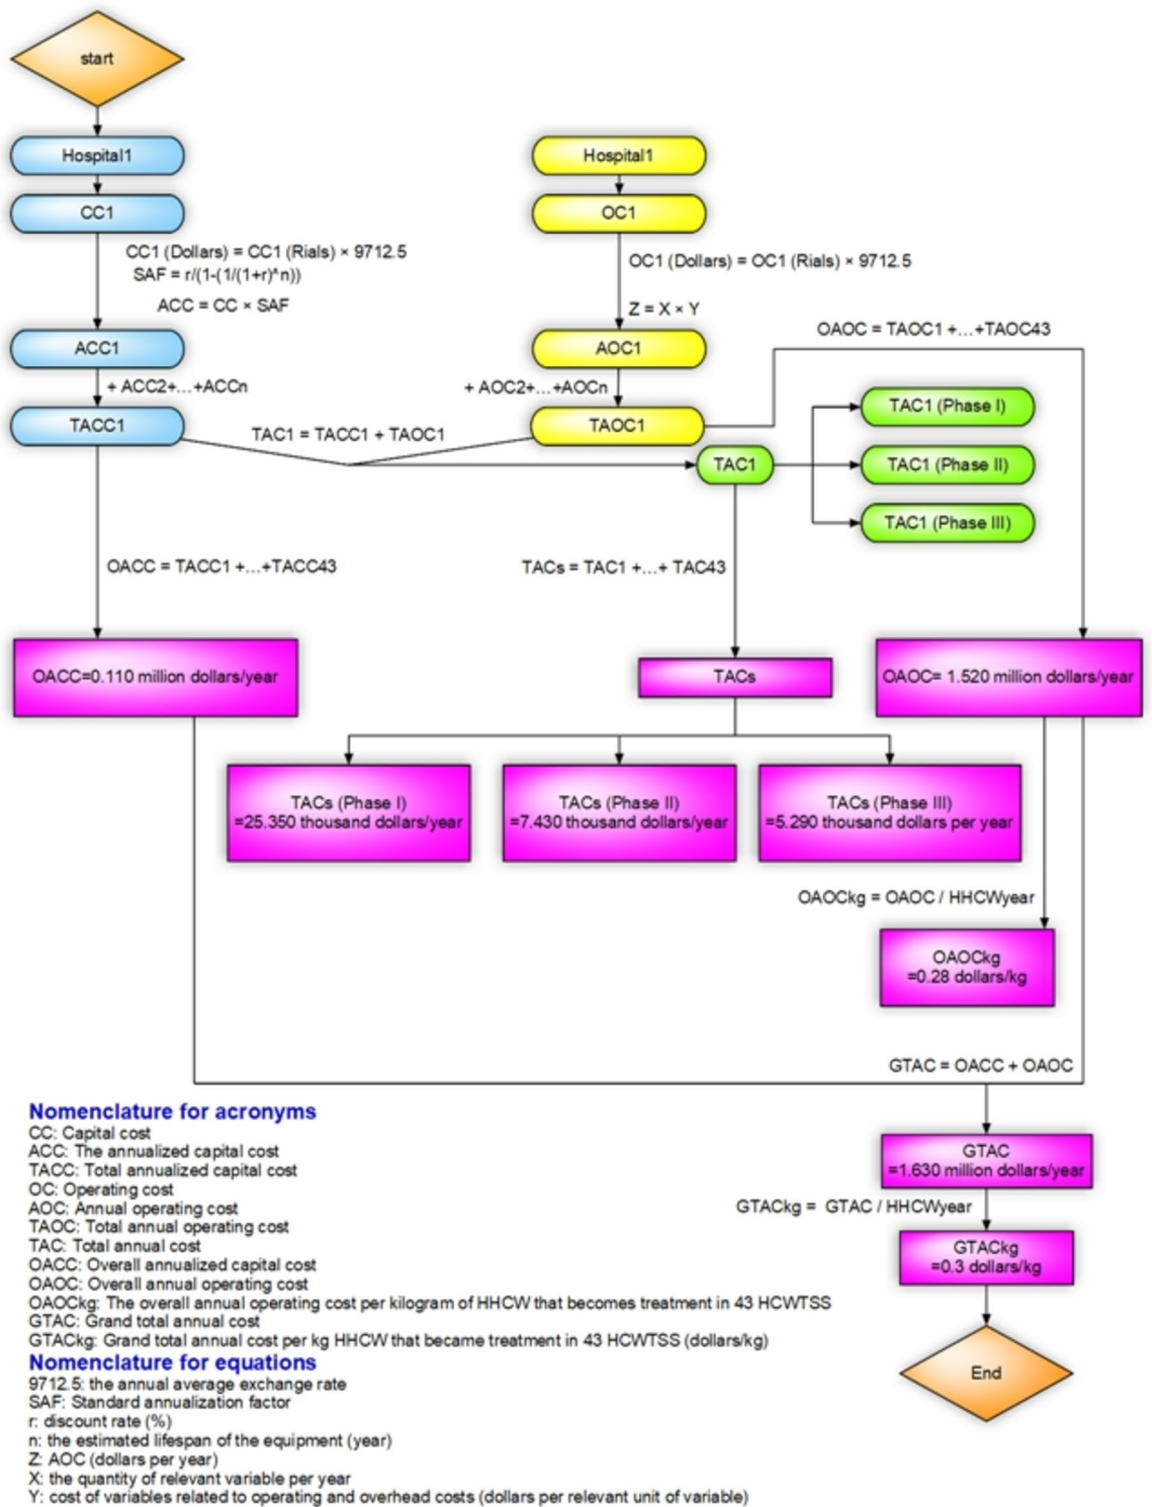 start
Hospital1
CC1
CC1 (Dollars) = CC1 (Rials) × 9712.5
SAF = r/(1-(1/(1+r)^n))
ACC = CC × SAF
ACC1
+ ACC2+...+ACCn
TACC1
Hospital1
OC1
OC1 (Dollars) = OC1 (Rials) × 9712.5
Z = X × Y
AOC1
+ AOC2+...+AOCn
TAOC1
TAC1 = TACC1 + TAOC1
OAOC = TAOC1 +...+TAOC43
TAC1
TAC1 (Phase I)
TAC1 (Phase II)
TAC1 (Phase III)
OACC = TACC1 +...+TACC43
TACs = TAC1 +...+ TAC43
OACC=0.110 million dollars/year
TACs
OAOC= 1.520 million dollars/year
TACs (Phase I)
=25.350 thousand dollars/year
TACs (Phase II)
=7.430 thousand dollars/year
TACs (Phase III)
=5.290 thousand dollars per year
OAOCkg = OAOC / HHCWyear
OAOCkg
=0.28 dollars/kg
GTAC = OACC + OAOC
GTAC
=1.630 million dollars/year
GTACkg =  GTAC / HHCWyear
GTACkg
=0.3 dollars/kg
End
Nomenclature for acronyms
CC: Capital cost
ACC: The annualized capital cost
TACC: Total annualized capital cost
OC: Operating cost
AOC: Annual operating cost
TAOC: Total annual operating cost
TAC: Total annual cost
OACC: Overall annualized capital cost
OAOC: Overall annual operating cost
OAOCkg: The overall annual operating cost per kilogram of HHCW that becomes treatment in 43 HCWTSS
GTAC: Grand total annual cost
GTACkg: Grand total annual cost per kg HHCW that became treatment in 43 HCWTSS (dollars/kg)
Nomenclature for equations
9712.5: the annual average exchange rate
SAF: Standard annualization factor
r: discount rate (%)
n: the estimated lifespan of the equipment (year)
Z: AOC (dollars per year)
X: the quantity of relevant variable per year
Y: cost of variables related to operating and overhead costs (dollars per relevant unit of variable)